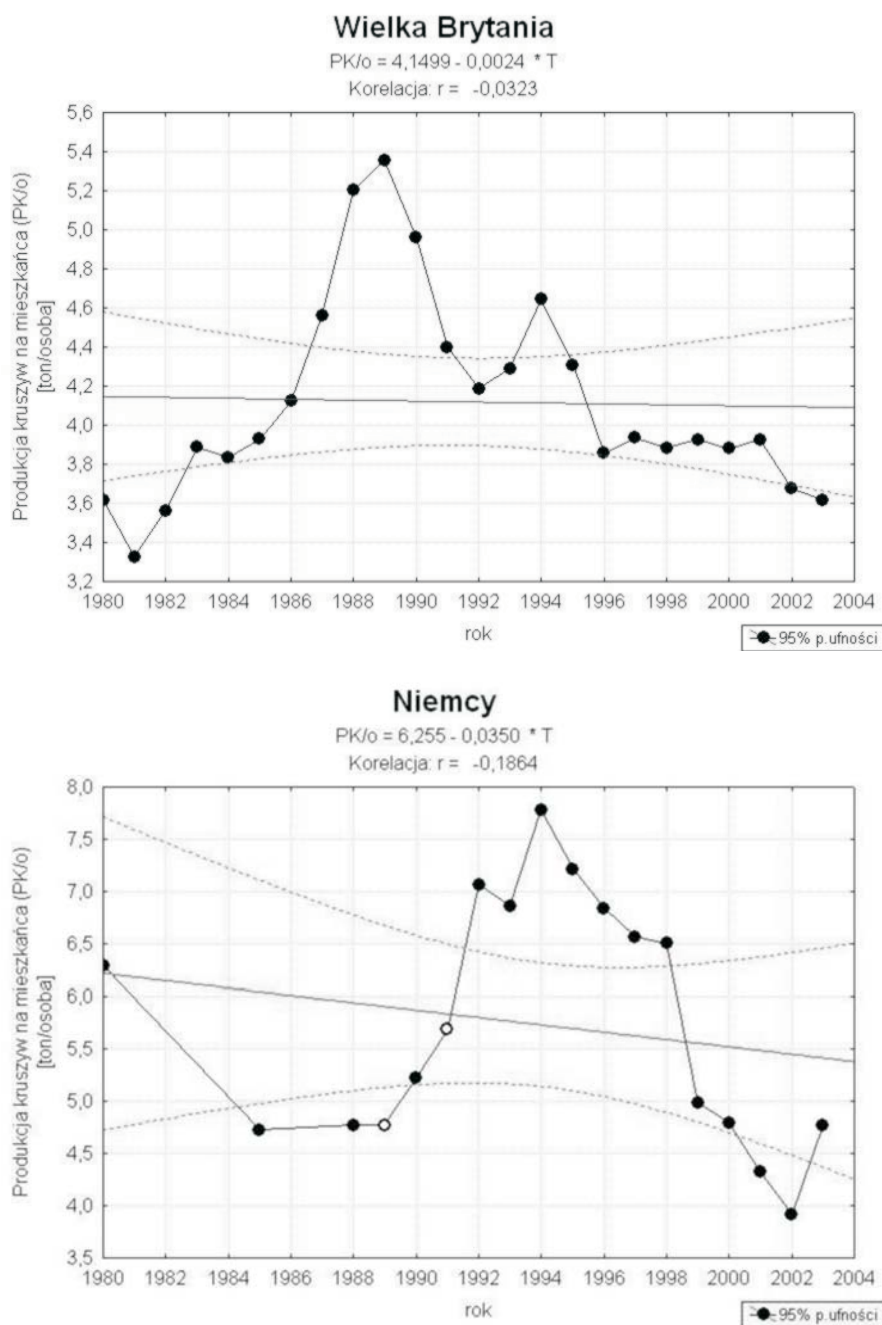 Wielka Brytania
PK/o = 4,1499 - 0,0024 * T
Korelacja: r = -0,0323
Produkcja kruszyw na mieszkańca (PK/o)
[ton/osoba]
5,6
5,4
5,2
5,0
4,8
4,6
4,4
4,2
4,0
3,8
3,6
3,4
3,2
1980 1982 1984 1986 1988 1990 1992 1994 1996 1998 2000 2002 2004
rok
95% p.ufności
Niemcy
PK/o = 6,255 - 0,0350 * T
Korelacja: r = -0,1864
Produkcja kruszyw na mieszkańca (PK/o)
[ton/osoba]
8,0
7,5
7,0
6,5
6,0
5,5
5,0
4,5
4,0
3,5
1980 1982 1984 1986 1988 1990 1992 1994 1996 1998 2000 2002 2004
rok
95% p.ufności